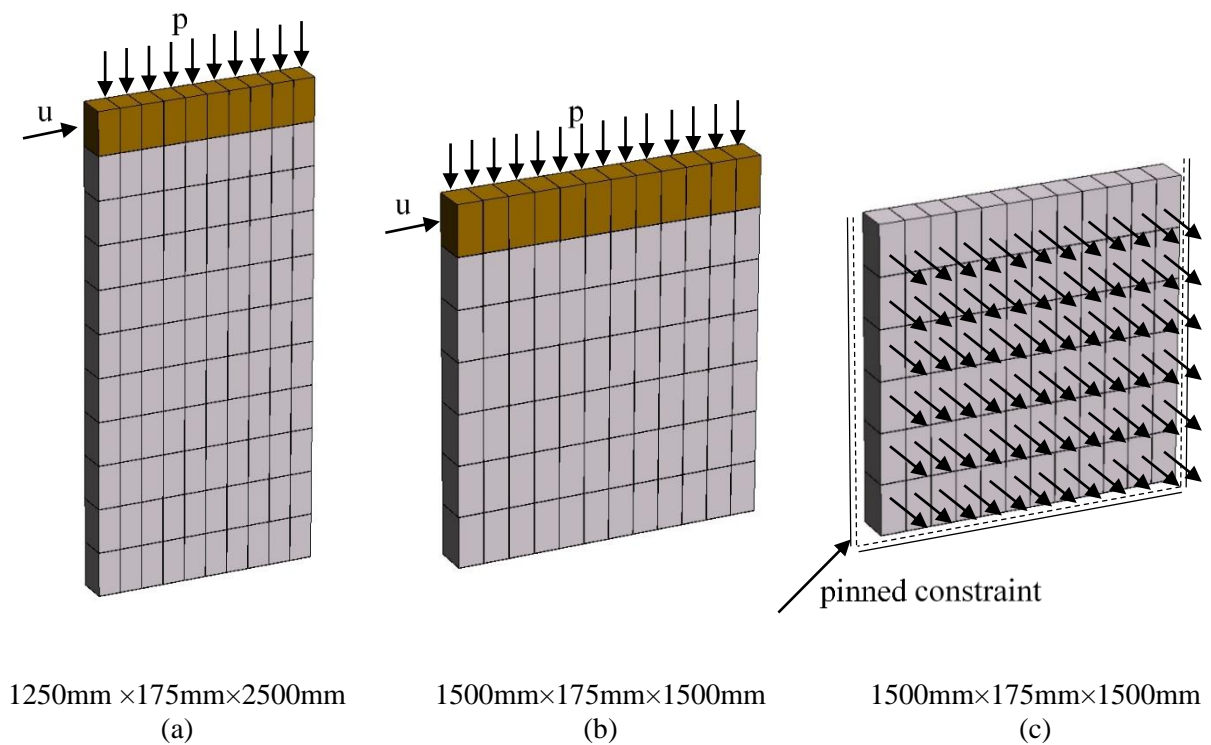 p
u
p
u
pinned constraint
1250mm ×175mm×2500mm
(a)
1500mm×175mm×1500mm
(b)
1500mm×175mm×1500mm
(c)